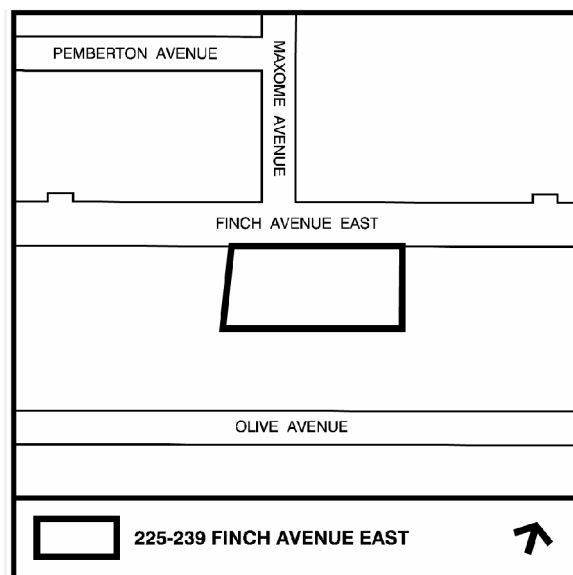 PEMBERTON AVENUE
MAXOME AVENUE
FINCH AVENUE EAST
OLIVE AVENUE
225-239 FINCH AVENUE EAST